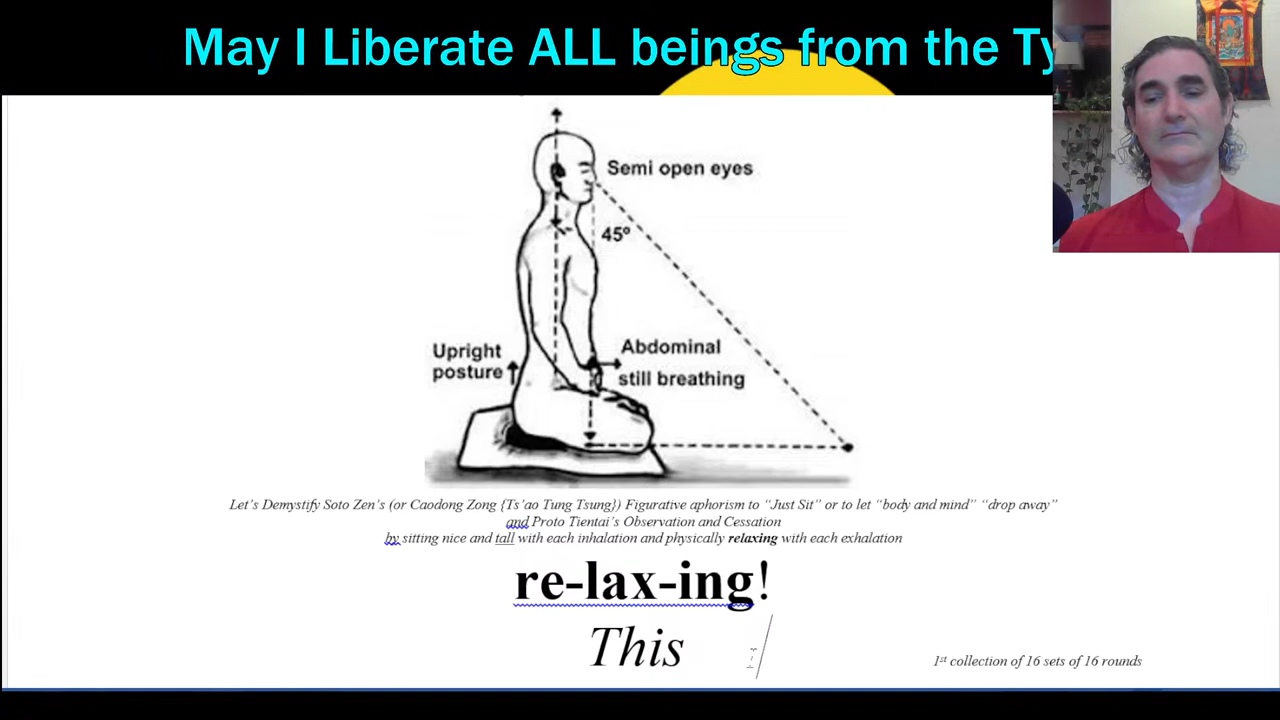 May I Liberate ALL beings from the Ty
Semi open eyes
45º
Upright
posture
Abdominal
still breathing
Let’s Demystify Soto Zen’s (or Caodong Zong {Ts’ao Tung Tsung}) Figurative aphorism to “Just Sit” or to let “body and mind” “drop away”
and Proto Tientai’s Observation and Cessation
by sitting nice and tall with each inhalation and physically relaxing with each exhalation
re-lax-ing!
This
1st collection of 16 sets of 16 rounds